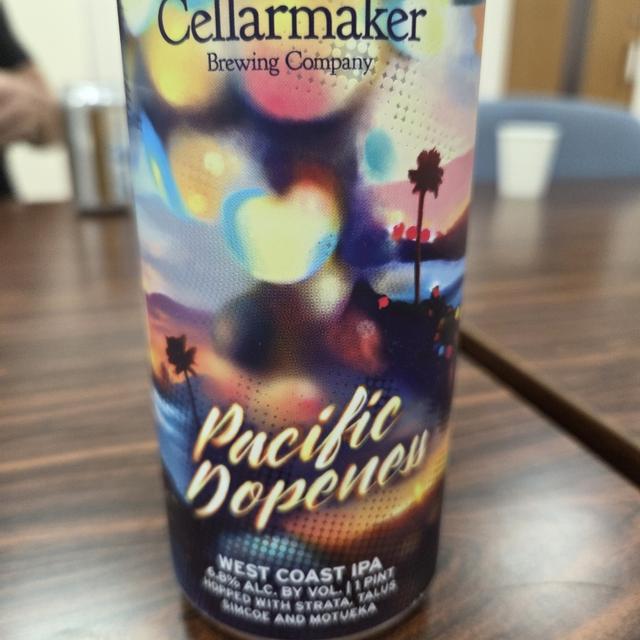 Cellarmaker
Brewing Company
Pacific
Dopeness
WEST COAST IPA
6.8% ALC. BY VOL. | 1 PINT
HOPPED WITH STRATA, TALUS
SIMCOE AND MOTUEKA